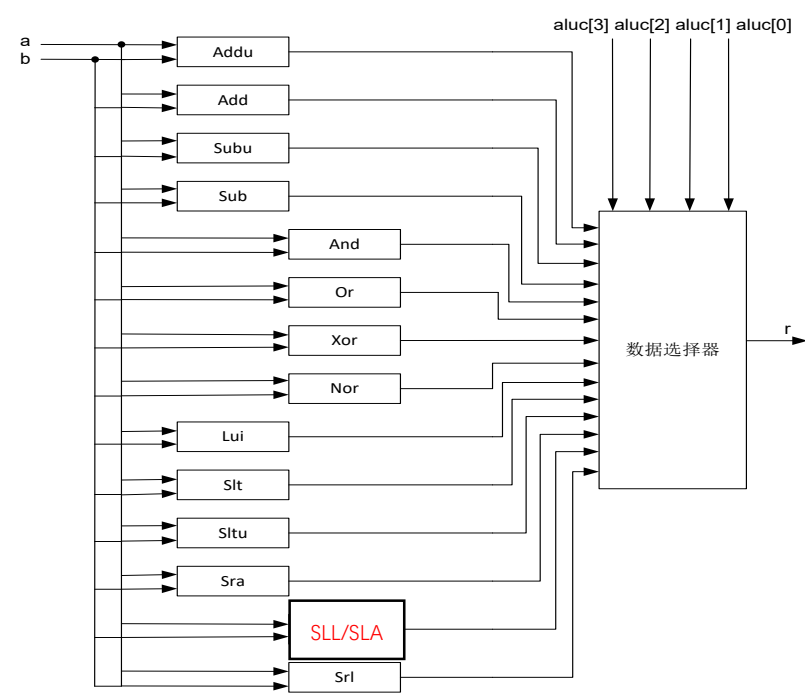 aluc[3] aluc[2] aluc[1] aluc[0]
a
b
Addu
Add
Subu
Sub
And
Or
Xor
Nor
Lui
Slt
Sltu
Sra
SLL/SLA
Srl
数据选择器
r